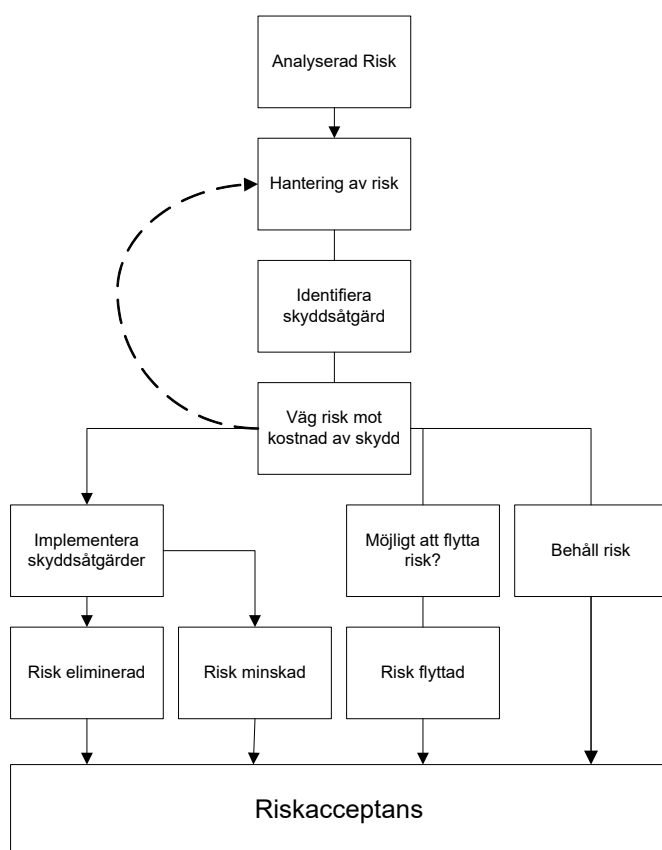 Analyserad Risk
Hantering av risk
Identifiera
skyddsåtgärd
Väg risk mot
kostnad av skydd
Implementera
skyddsåtgärder
Möjligt att flytta
risk?
Behåll risk
Risk eliminerad
Risk minskad
Risk flyttad
Riskacceptans